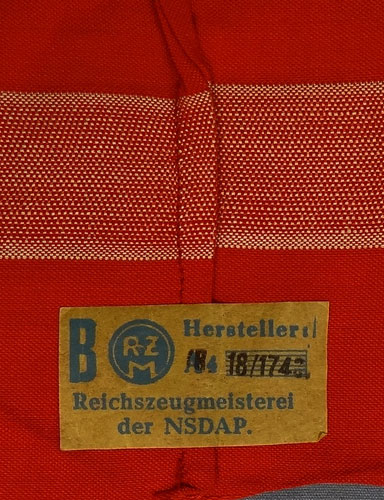 B RZM Hersteller:
18/174
Reichszeugmeisterei
der NSDAP.